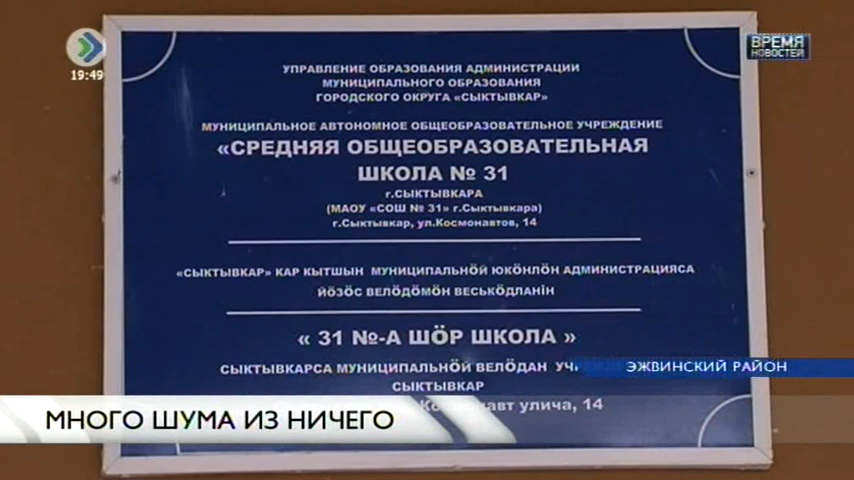 19:49
ВРЕМЯ
НОВОСТЕЙ
УПРАВЛЕНИЕ ОБРАЗОВАНИЯ АДМИНИСТРАЦИИ
МУНИЦИПАЛЬНОГО ОБРАЗОВАНИЯ
ГОРОДСКОГО ОКРУГА «СЫКТЫВКАР»
МУНИЦИПАЛЬНОЕ АВТОНОМНОЕ ОБЩЕОБРАЗОВАТЕЛЬНОЕ УЧРЕЖДЕНИЕ
«СРЕДНЯЯ ОБЩЕОБРАЗОВАТЕЛЬНАЯ
ШКОЛА № 31
г.СЫКТЫВКАРА
(МАОУ «СОШ № 31» г.Сыктывкара)
г.Сыктывкар, ул.Космонавтов, 14
«СЫКТЫВКАР» КАР КЫТШЫН МУНИЦИПАЛЬНӦЙ ЮКӦНЛӦН АДМИНИСТРАЦИЯСА
ЙӦЗӦС ВЕЛӦДӦМӦН ВЕСЬКӦДЛАНІН
« 31 №-А ШӦР ШКОЛА »
СЫКТЫВКАРСА МУНИЦИПАЛЬНӦЙ ВЕЛӦДАН
ЭЖВИНСКИЙ РАЙОН
СЫКТЫВКАР
улича, 14
МНОГО ШУМА ИЗ НИЧЕГО